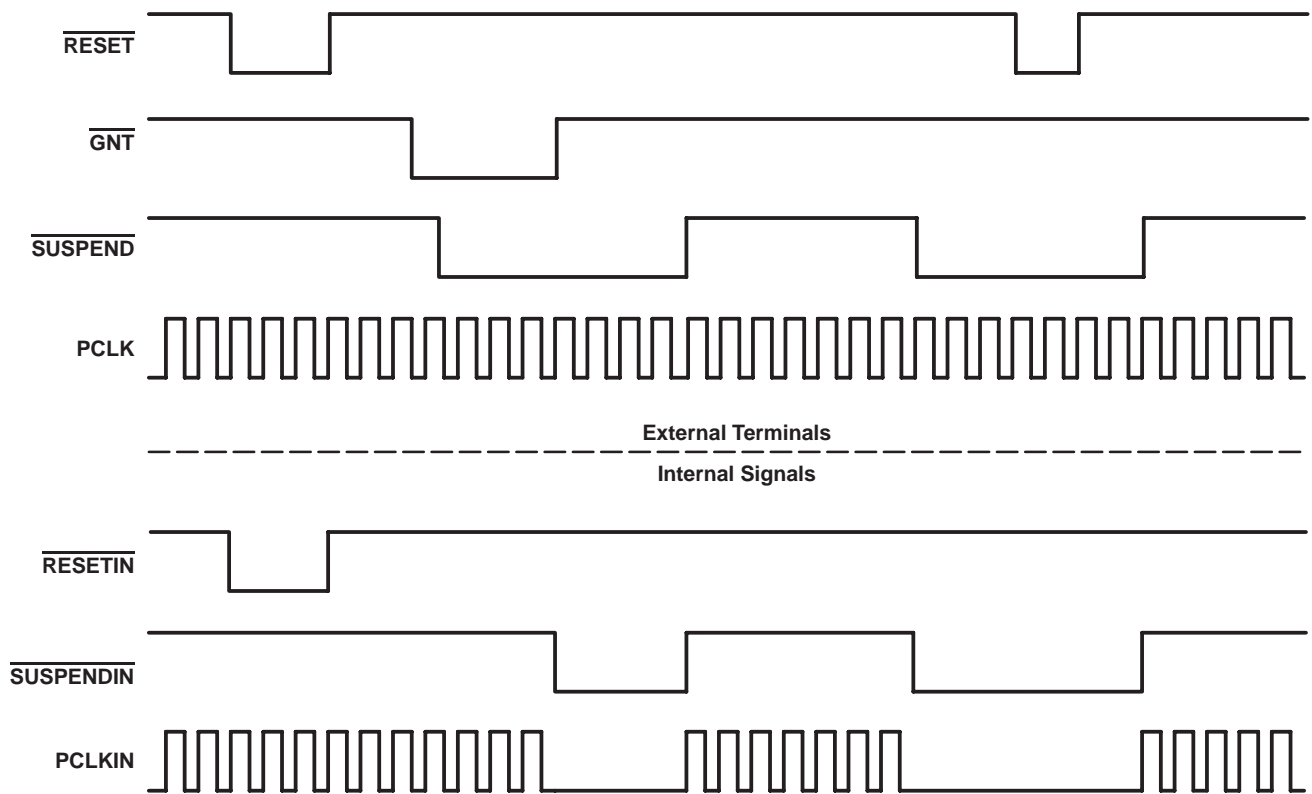 RESET
GNT
SUSPEND
PCLK
External Terminals
Internal Signals
RESETIN
SUSPENDIN
PCLKIN